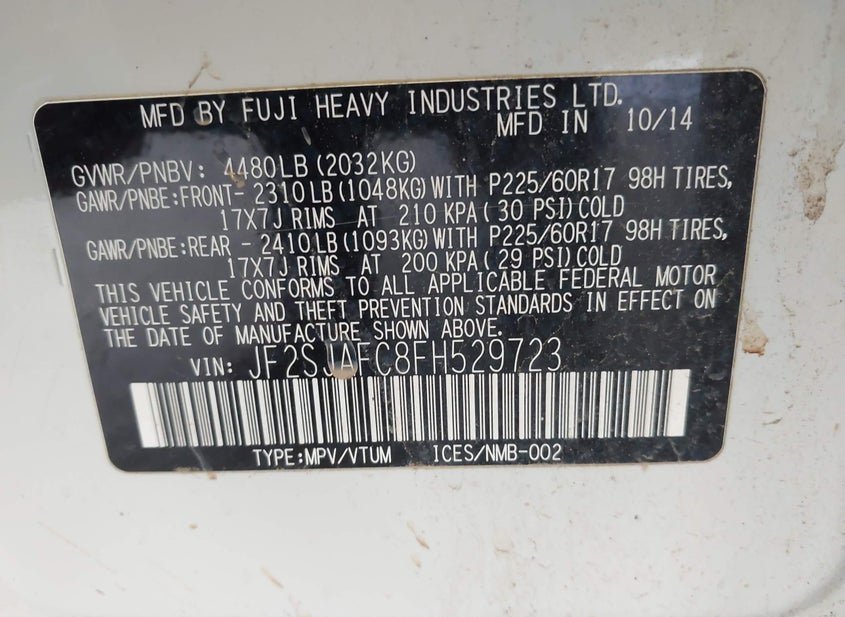 MFD BY FUJI HEAVY INDUSTRIES LTD.
MFD IN 10/14
GVWR/PNBV: 4480LB(2032KG)
GAWR/PNBE:FRONT- 2310LB(1048KG)WITH P225/60R17 98H TIRES,
17X7J RIMS AT 210 KPA(30 PSI)COLD
GAWR/PNBE:REAR - 2410LB(1093KG)WITH P225/60R17 98H TIRES,
17X7J RIMS AT 200 KPA(29 PSI)COLD
THIS VEHICLE CONFORMS TO ALL APPLICABLE FEDERAL MOTOR
VEHICLE SAFETY AND THEFT PREVENTION STANDARDS IN EFFECT ON
THE DATE OF MANUFACTURE SHOWN ABOVE.
VIN: JF2SJAFC8FH529723
TYPE:MPV/VTUM ICES/NMB-002